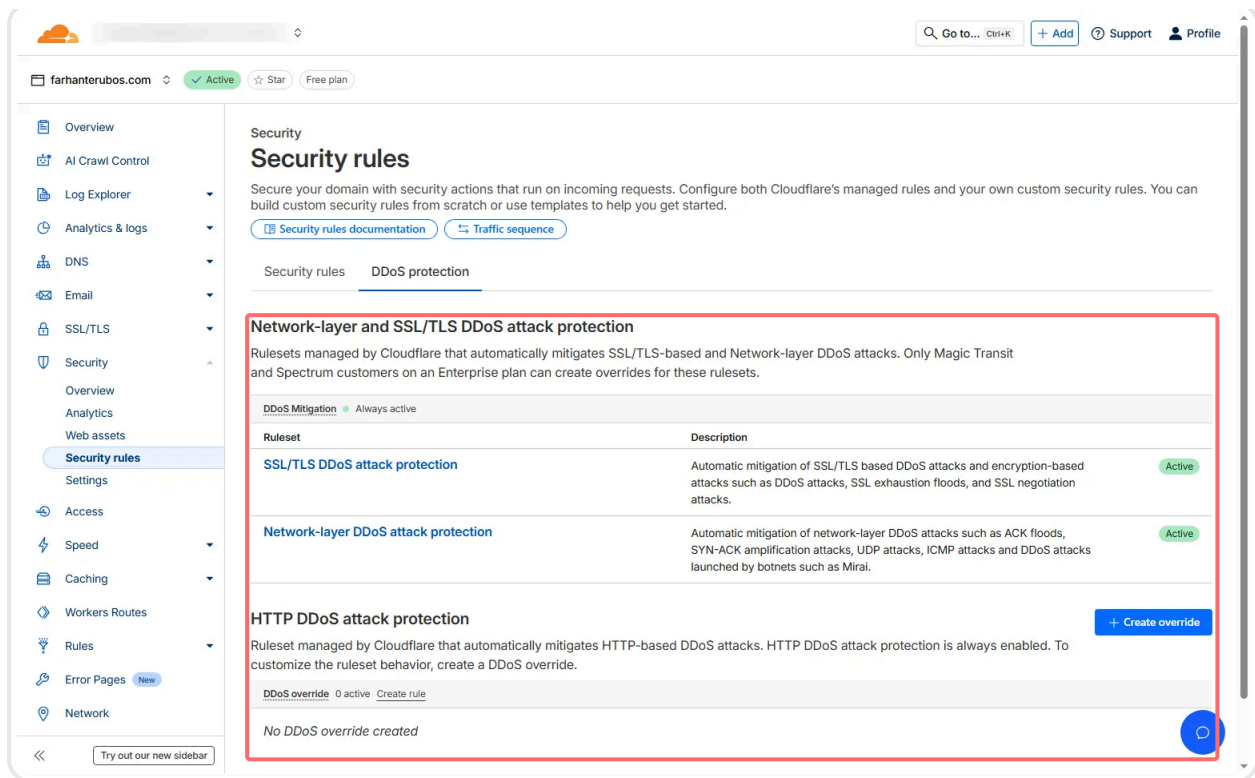 Go to... Ctrl+K
+ Add
Support
Profile
farhanterubos.com
Active
Star
Free plan
Overview
AI Crawl Control
Log Explorer
Analytics & logs
DNS
Email
SSL/TLS
Security
Overview
Analytics
Web assets
Security rules
Settings
Access
Speed
Caching
Workers Routes
Rules
Error Pages New
Network
Try out our new sidebar
Security
Security rules
Secure your domain with security actions that run on incoming requests. Configure both Cloudflare's managed rules and your own custom security rules. You can
build custom security rules from scratch or use templates to help you get started.
Security rules documentation
Traffic sequence
Security rules
DDoS protection
Network-layer and SSL/TLS DDoS attack protection
Rulesets managed by Cloudflare that automatically mitigates SSL/TLS-based and Network-layer DDoS attacks. Only Magic Transit
and Spectrum customers on an Enterprise plan can create overrides for these rulesets.
DDoS Mitigation Always active
Ruleset
Description
SSL/TLS DDoS attack protection
Automatic mitigation of SSL/TLS based DDoS attacks and encryption-based
attacks such as DDoS attacks, SSL exhaustion floods, and SSL negotiation
attacks.
Active
Network-layer DDoS attack protection
Automatic mitigation of network-layer DDoS attacks such as ACK floods,
SYN-ACK amplification attacks, UDP attacks, ICMP attacks and DDoS attacks
launched by botnets such as Mirai.
Active
HTTP DDoS attack protection
+ Create override
Ruleset managed by Cloudflare that automatically mitigates HTTP-based DDoS attacks. HTTP DDoS attack protection is always enabled. To
customize the ruleset behavior, create a DDoS override.
DDoS override 0 active Create rule
No DDoS override created